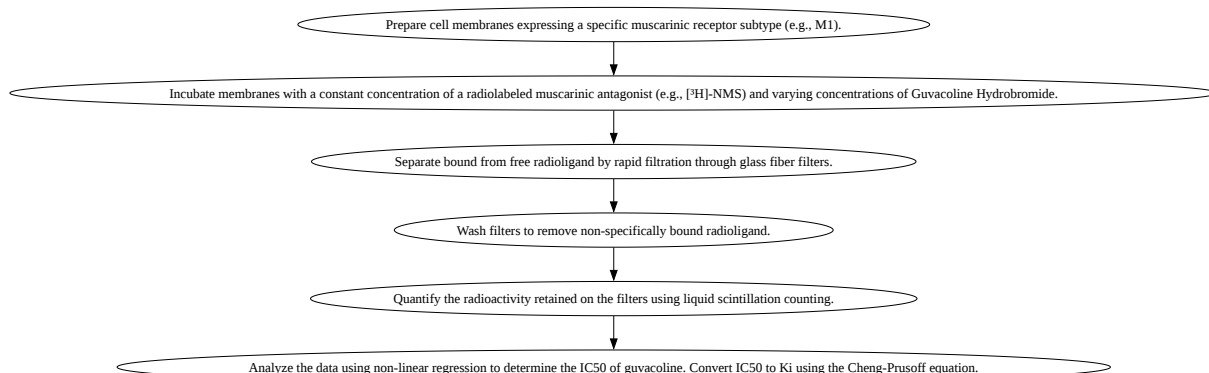 Prepare cell membranes expressing a specific muscarinic receptor subtype (e.g., M1).
Incubate membranes with a constant concentration of a radiolabeled muscarinic antagonist (e.g., [³H]-NMS) and varying concentrations of Guvacoline Hydrobromide.
Separate bound from free radioligand by rapid filtration through glass fiber filters.
Wash filters to remove non-specifically bound radioligand.
Quantify the radioactivity retained on the filters using liquid scintillation counting.
Analyze the data using non-linear regression to determine the IC50 of guvacoline. Convert IC50 to Ki using the Cheng-Prusoff equation.